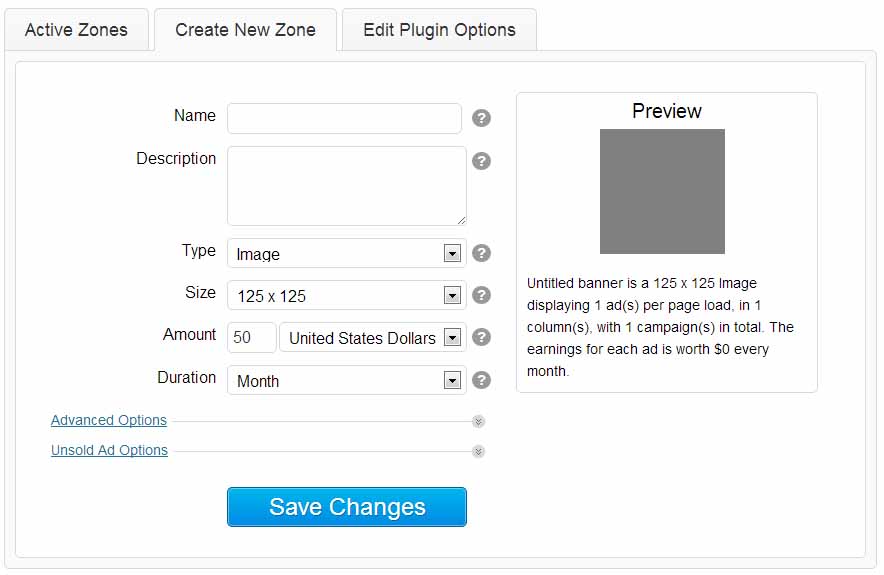 Active Zones
Create New Zone
Edit Plugin Options
Name
?
Description
?
Type
Image
?
Size
125 x 125
?
Amount
50
United States Dollars
?
Duration
Month
?
Advanced Options
Unsold Ad Options
Save Changes
Preview
Untitled banner is a 125 x 125 Image
displaying 1 ad(s) per page load, in 1
column(s), with 1 campaign(s) in total. The
earnings for each ad is worth $0 every
month.